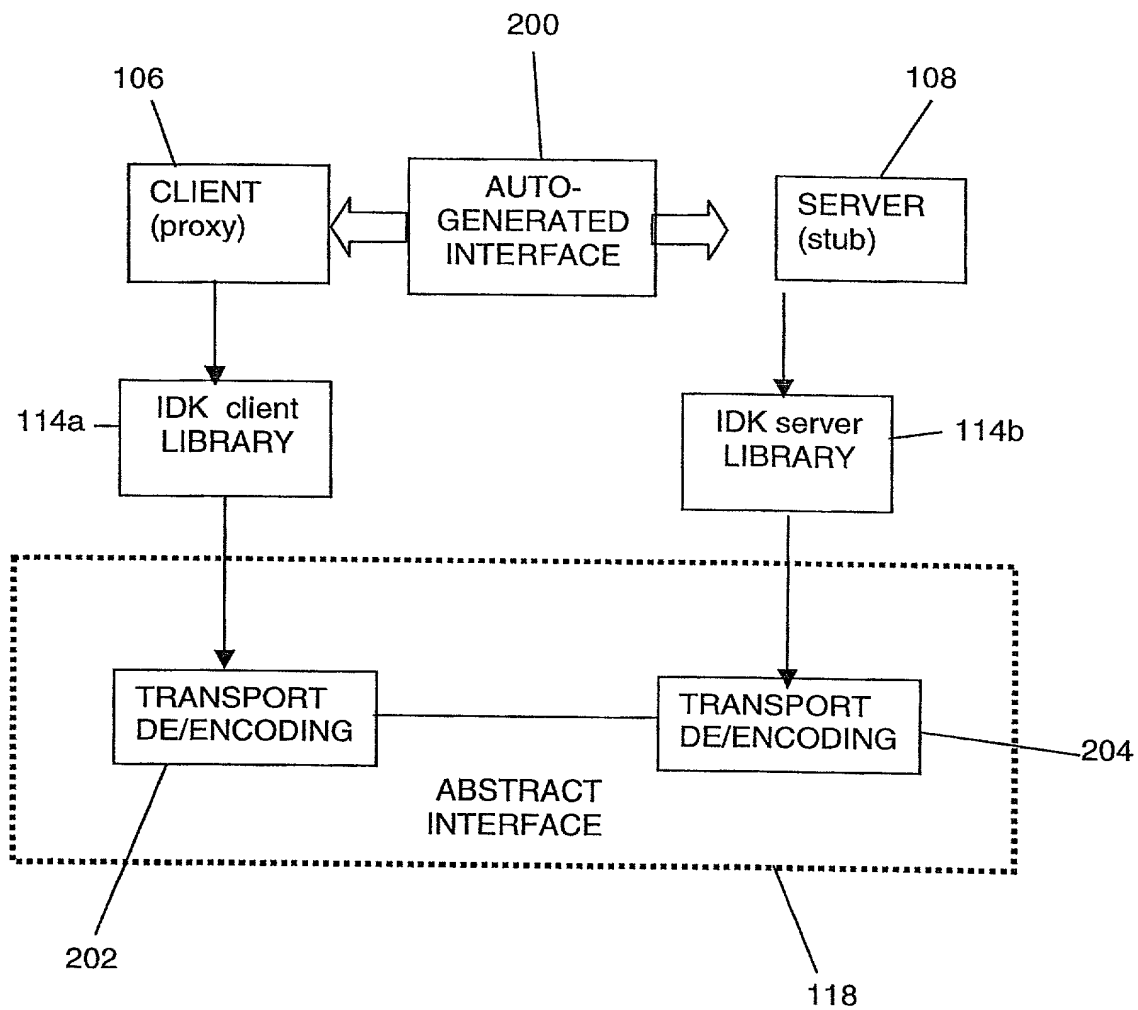 200
106
108
CLIENT
(proxy)
AUTO-
GENERATED
INTERFACE
SERVER
(stub)
114a
IDK client
LIBRARY
IDK server
LIBRARY
114b
TRANSPORT
DE/ENCODING
TRANSPORT
DE/ENCODING
204
ABSTRACT
INTERFACE
202
118